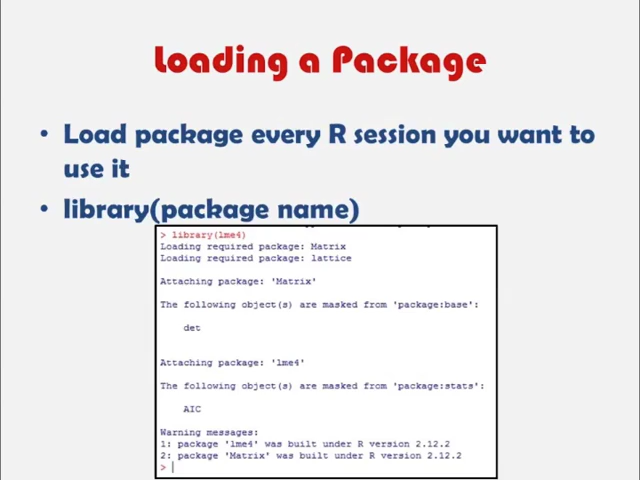 Loading a Package
• Load package every R session you want to
use it
• library(package name)
> library(lme4)
Loading required package: Matrix
Loading required package: lattice
Attaching package: 'Matrix'
The following object(s) are masked from 'package:base':
det
Attaching package: 'lme4'
The following object(s) are masked from 'package:stats':
AIC
Warning messages:
1: package 'lme4' was built under R version 2.12.2
2: package 'Matrix' was built under R version 2.12.2
>